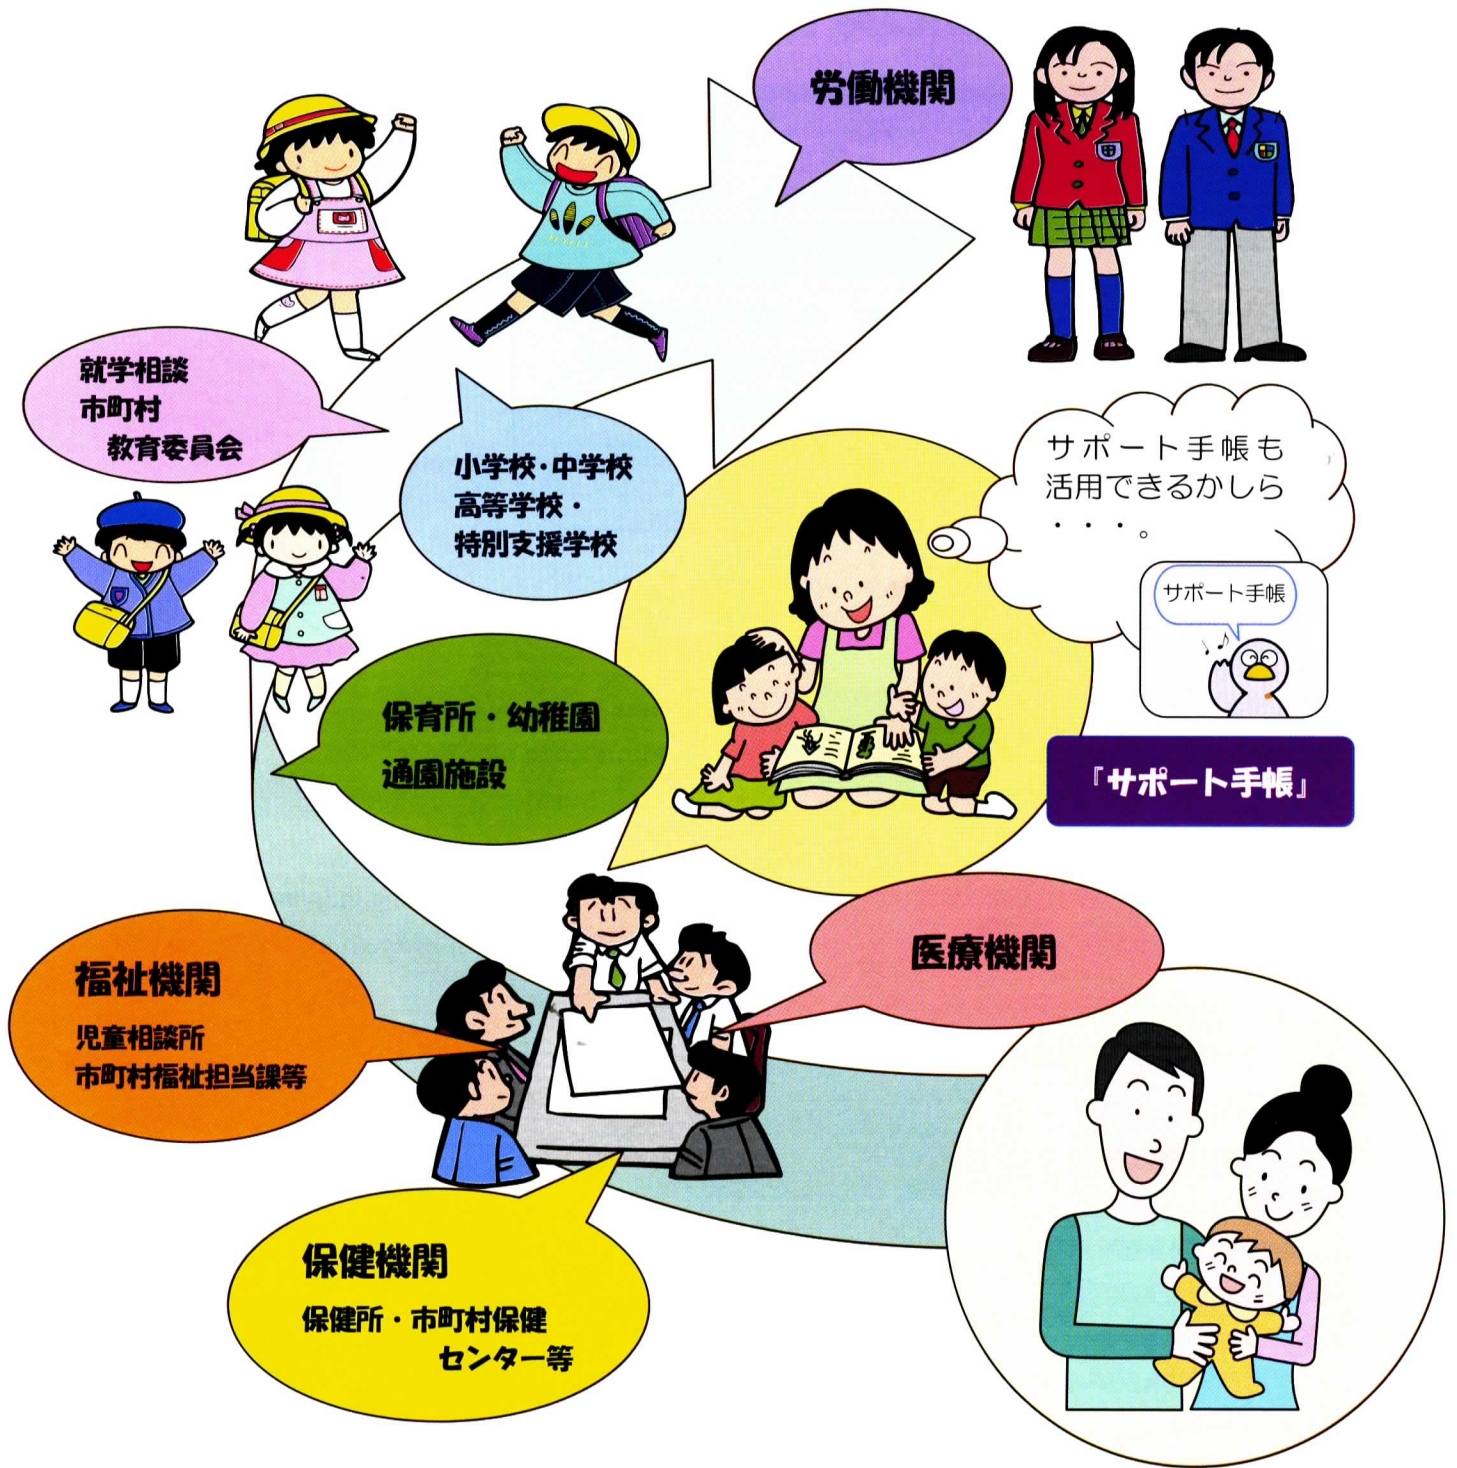 労働機関
就学相談
市町村
教育委員会
小学校・中学校
高等学校・
特別支援学校
サポート手帳も
活用できるかしら
・・・。
サポート手帳
『サポート手帳』
保育所・幼稚園
通園施設
医療機関
福祉機関
児童相談所
市町村福祉担当課等
保健機関
保健所・市町村保健
センター等